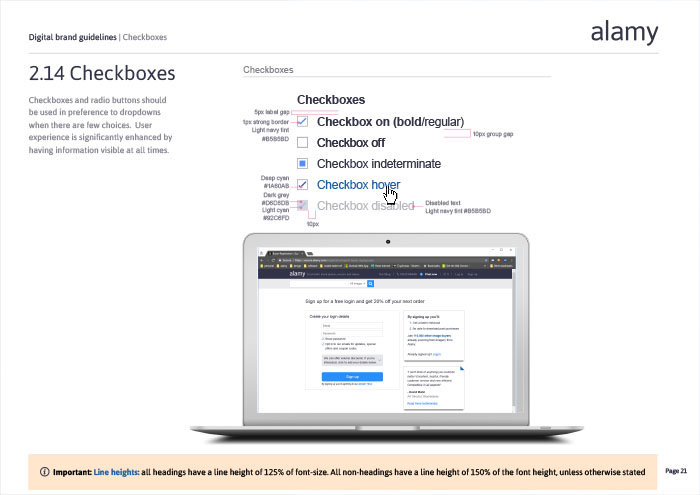 Digital brand guidelines | Checkboxes
alamy
2.14 Checkboxes
Checkboxes and radio buttons should
be used in preference to dropdowns
when there are few choices. User
experience is significantly enhanced by
having information visible at all times.
Checkboxes
Checkboxes
5px label gap
1px strong border
Light navy tint
#B5B5BD
Checkbox on (bold/regular)
10px group gap
Checkbox off
Checkbox indeterminate
Deep cyan
#1A60AB
Checkbox hover
Dark grey
#D6D8DB
Light cyan
#92C6FD
Checkbox disabled
Disabled text
Light navy tint #B5B5BD
10px
alamy
Sign up for a free login and get 20% off your next order
Create your login details
By signing up you'll:
Already signed up? Log in
Sign up
Important: Line heights: all headings have a line height of 125% of font-size. All non-headings have a line height of 150% of the font height, unless otherwise stated
Page 21